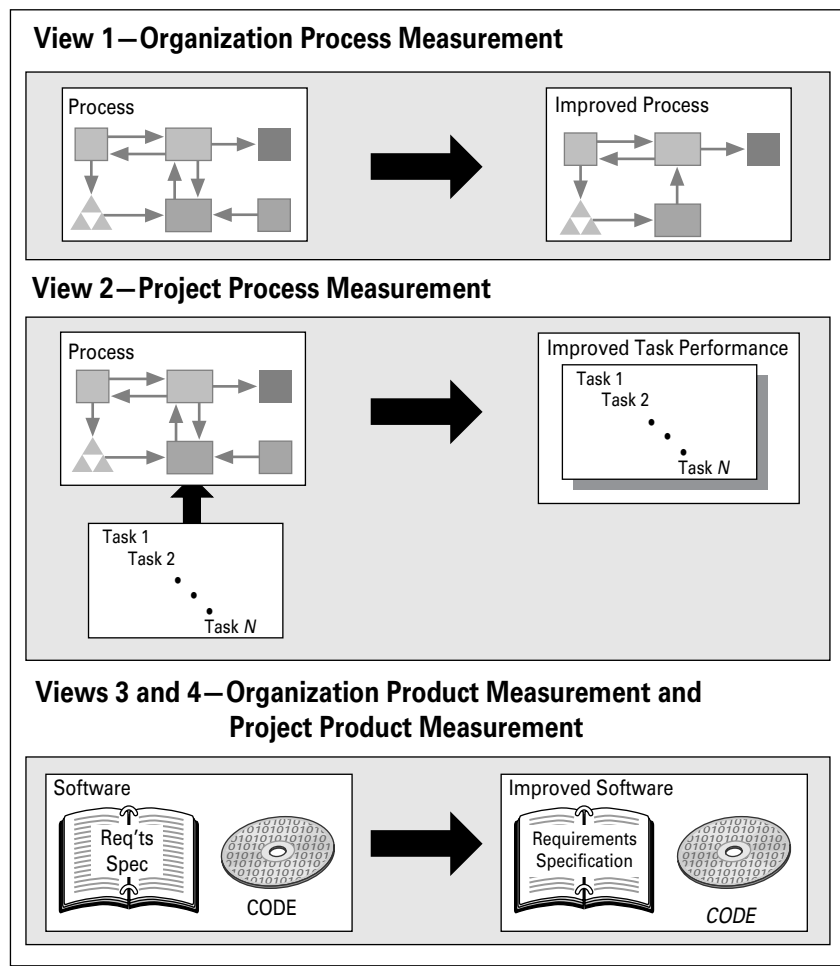 View 1—Organization Process Measurement
Process
Improved Process
View 2—Project Process Measurement
Process
Improved Task Performance
Task 1
Task 2
Task N
Task 1
Task 2
Task N
Views 3 and 4—Organization Product Measurement and
Project Product Measurement
Software
Req'ts
Spec
CODE
Improved Software
Requirements
Specification
CODE